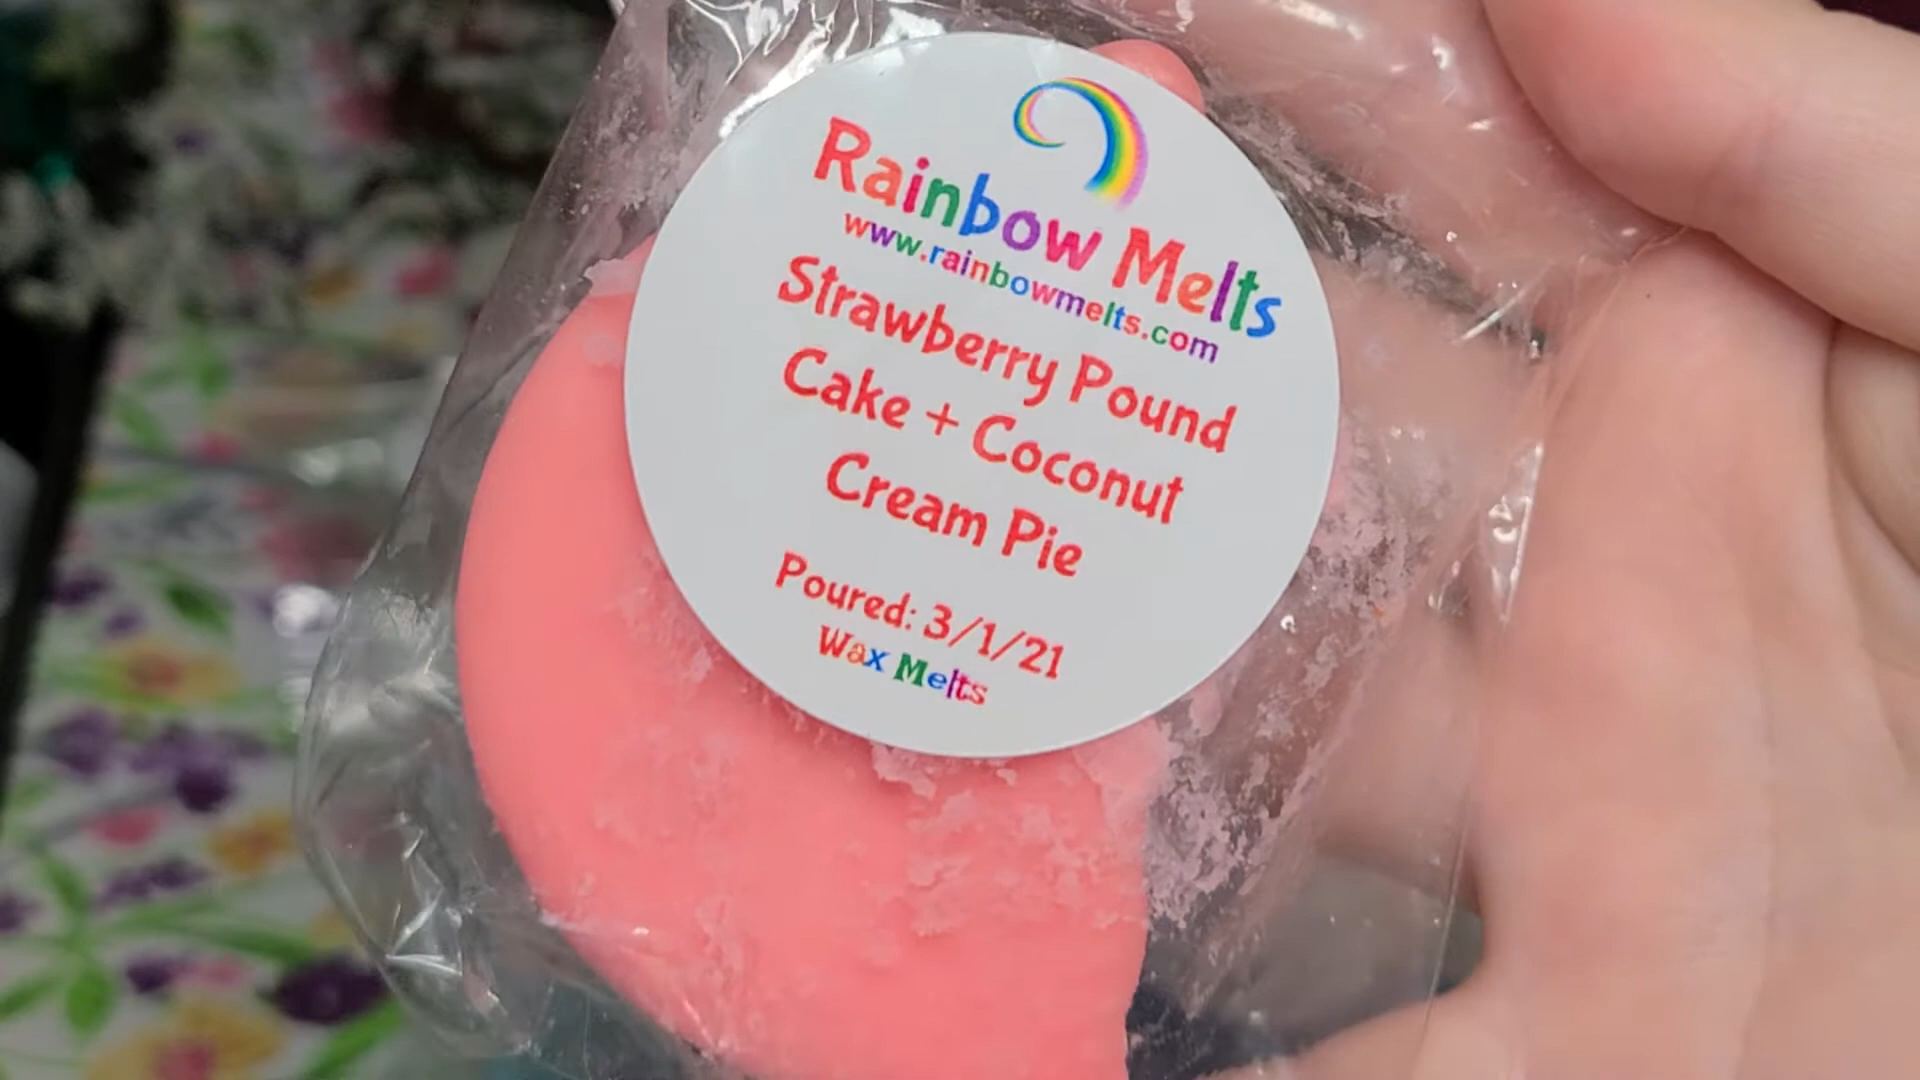 Rainbow Melts
www.rainbowmelts.com
Strawberry Pound
Cake + Coconut
Cream Pie
Poured: 3/1/21
Wax Melts